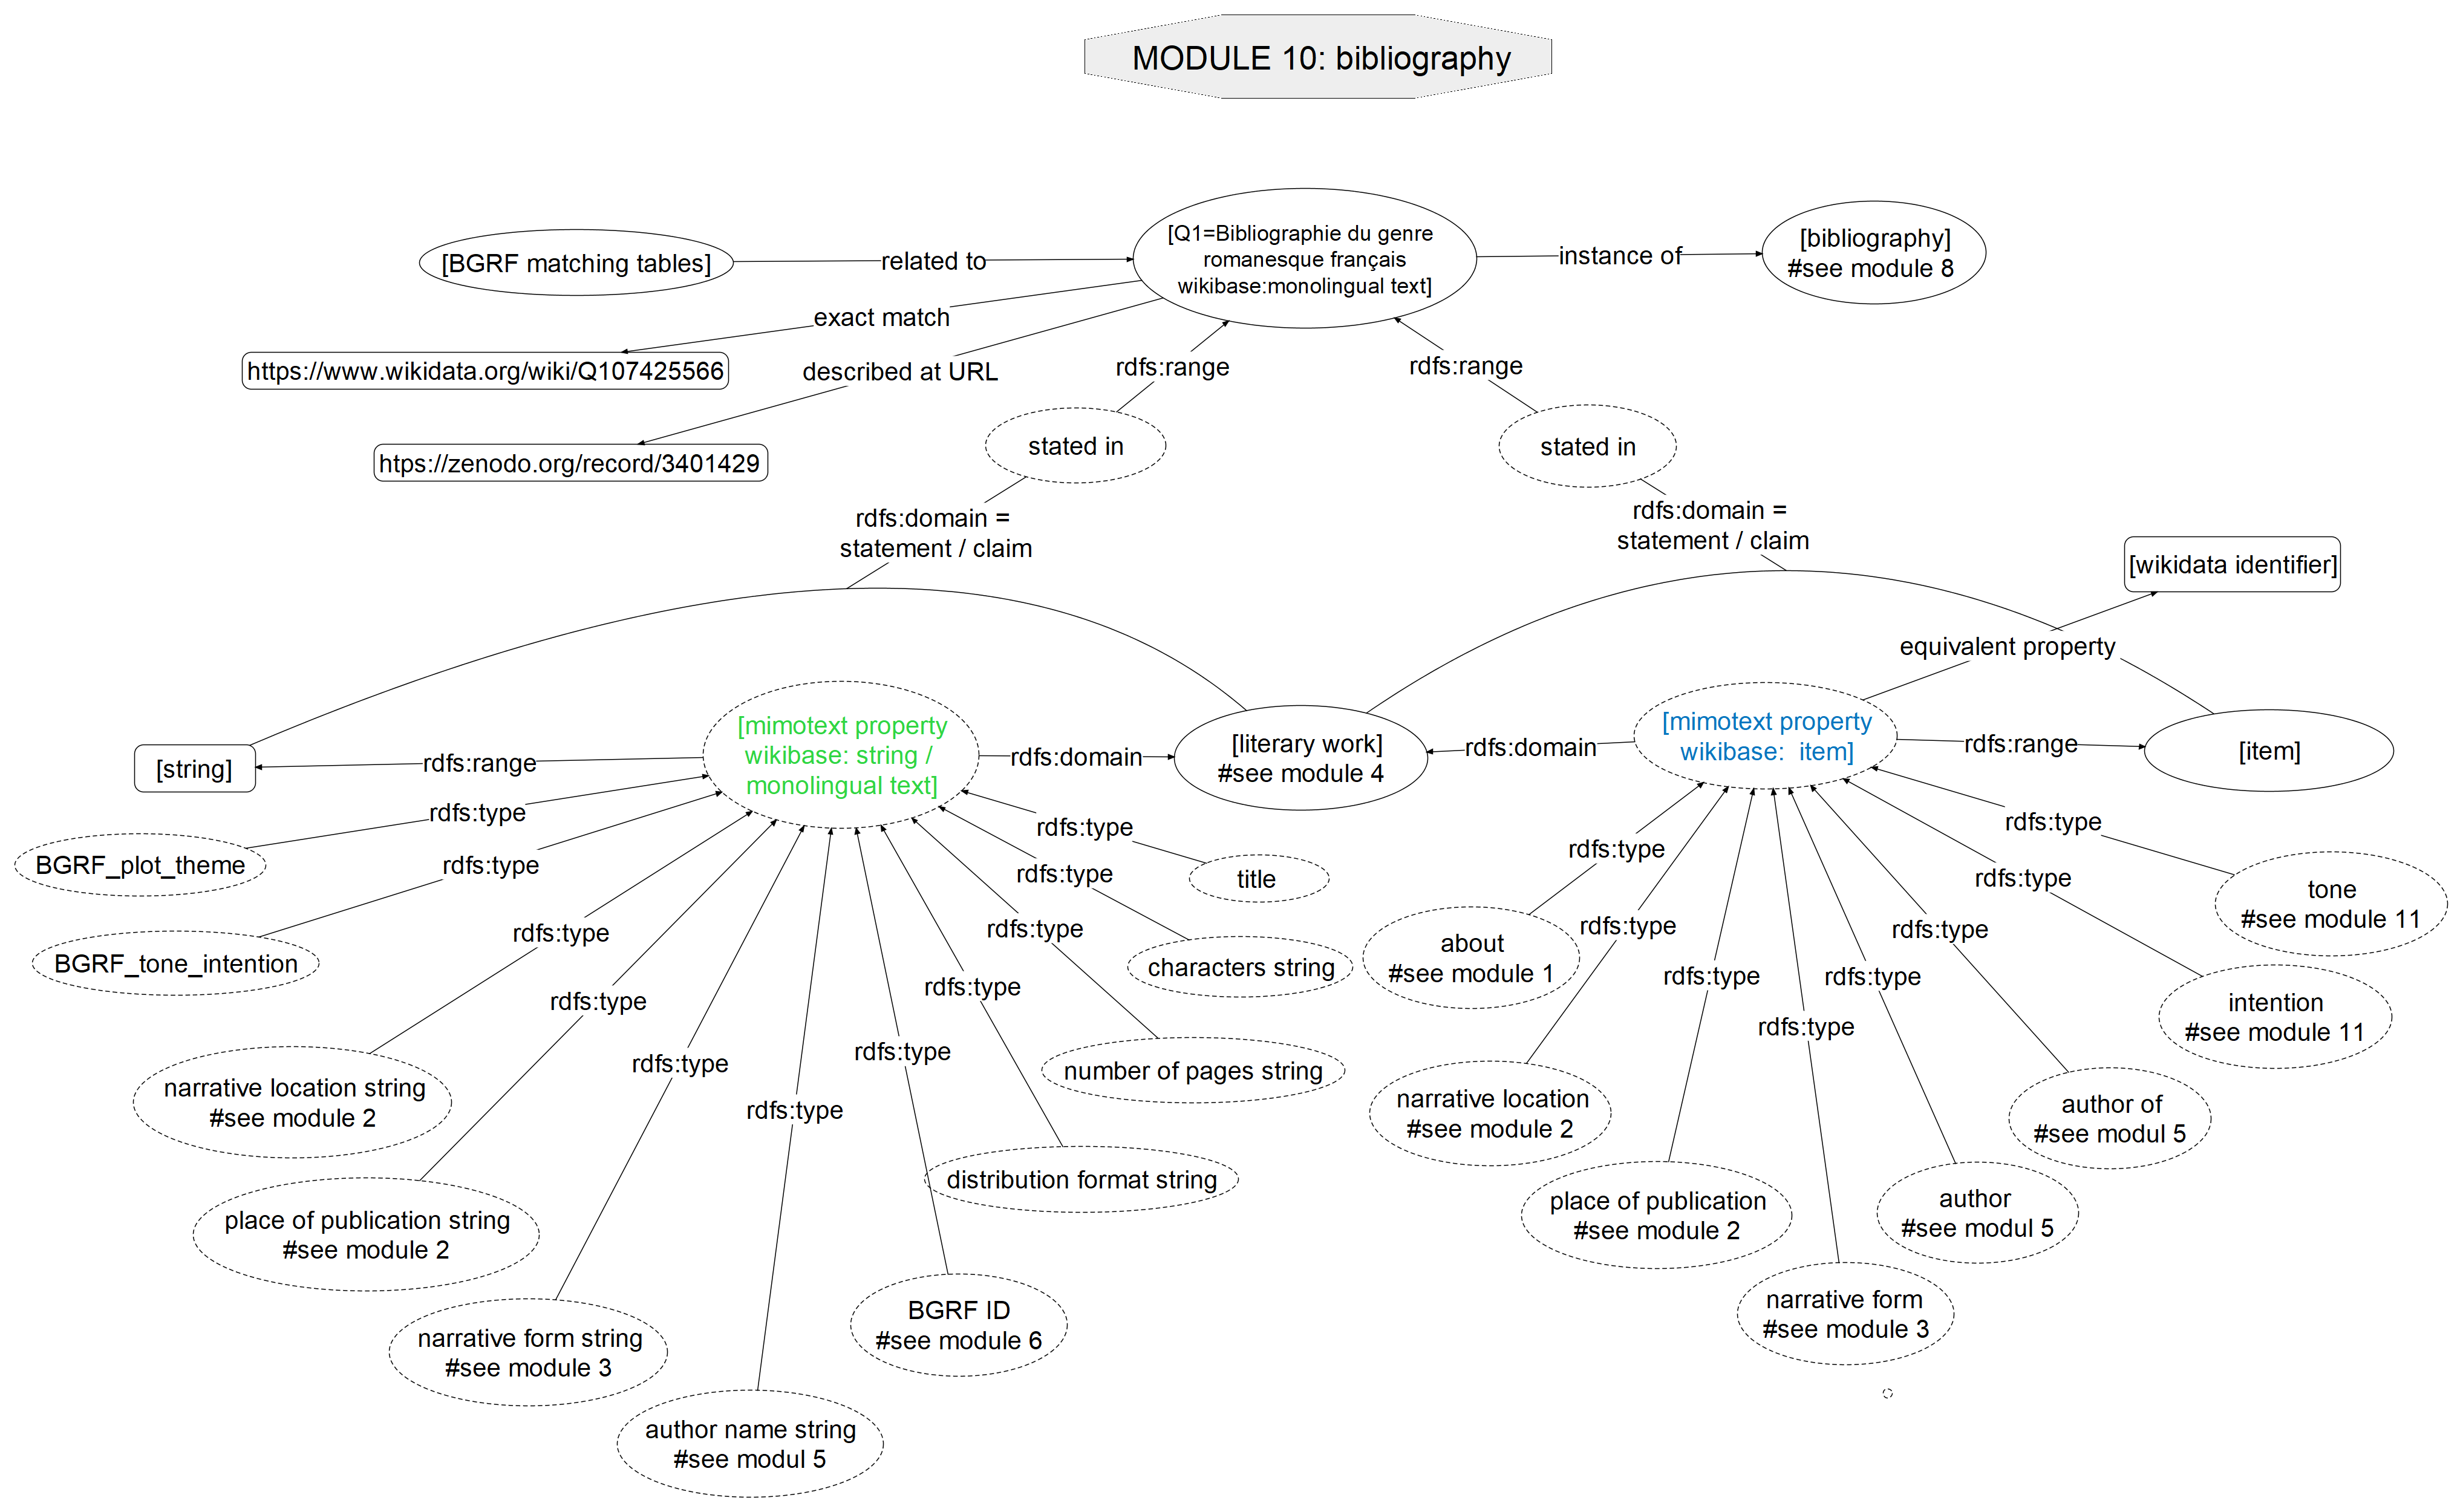 MODULE 10: bibliography
[Q1=Bibliographie du genre
romanesque français
wikibase:monolingual text]
[BGRF matching tables]
related to
instance of
[bibliography]
#see module 8
exact match
https://www.wikidata.org/wiki/Q107425566
described at URL
htps://zenodo.org/record/3401429
rdfs:range
rdfs:range
stated in
stated in
rdfs:domain =
statement / claim
rdfs:domain =
statement / claim
[wikidata identifier]
equivalent property
[mimotext property
wikibase: string /
monolingual text]
[mimotext property
wikibase:  item]
[string]
rdfs:range
rdfs:domain
[literary work]
#see module 4
rdfs:domain
rdfs:range
[item]
rdfs:type
BGRF_plot_theme
rdfs:type
BGRF_tone_intention
rdfs:type
narrative location string
#see module 2
rdfs:type
place of publication string
#see module 2
rdfs:type
narrative form string
#see module 3
rdfs:type
author name string
#see modul 5
rdfs:type
BGRF ID
#see module 6
rdfs:type
distribution format string
rdfs:type
number of pages string
rdfs:type
characters string
rdfs:type
title
rdfs:type
about
#see module 1
rdfs:type
narrative location
#see module 2
rdfs:type
place of publication
#see module 2
rdfs:type
narrative form
#see module 3
rdfs:type
author
#see modul 5
rdfs:type
author of
#see modul 5
rdfs:type
intention
#see module 11
rdfs:type
tone
#see module 11